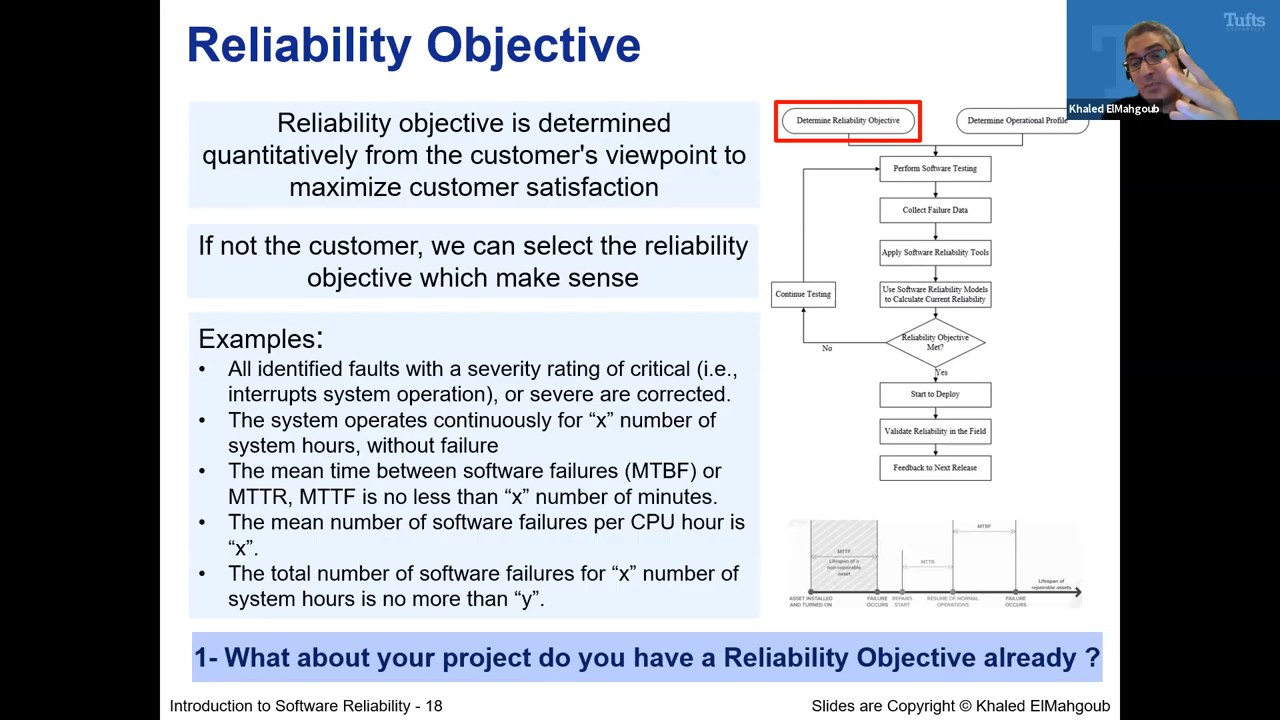 Reliability Objective
Tufts
UNIVERSITY
Khaled ElMahgoub
Reliability objective is determined
quantitatively from the customer's viewpoint to
maximize customer satisfaction
If not the customer, we can select the reliability
objective which make sense
Examples:
• All identified faults with a severity rating of critical (i.e.,
interrupts system operation), or severe are corrected.
• The system operates continuously for “x” number of
system hours, without failure
• The mean time between software failures (MTBF) or
MTTR, MTTF is no less than “x” number of minutes.
• The mean number of software failures per CPU hour is
“x”.
• The total number of software failures for “x” number of
system hours is no more than “y”.
Determine Reliability Objective
Determine Operational Profile
Perform Software Testing
Collect Failure Data
Apply Software Reliability Tools
Continue Testing
Use Software Reliability Models
to Calculate Current Reliability
Reliability Objective
Met?
No
Yes
Start to Deploy
Validate Reliability in the Field
Feedback to Next Release
MTBF
MTTF
Lifespan of a
non-repairable
asset
MTTR
Lifespan of
repairable assets
ASSET INSTALLED
AND TURNED ON
FAILURE
OCCURS
REPAIRS
START
RESUME OF NORMAL
OPERATIONS
FAILURE
OCCURS
1- What about your project do you have a Reliability Objective already ?
Introduction to Software Reliability - 18
Slides are Copyright © Khaled ElMahgoub